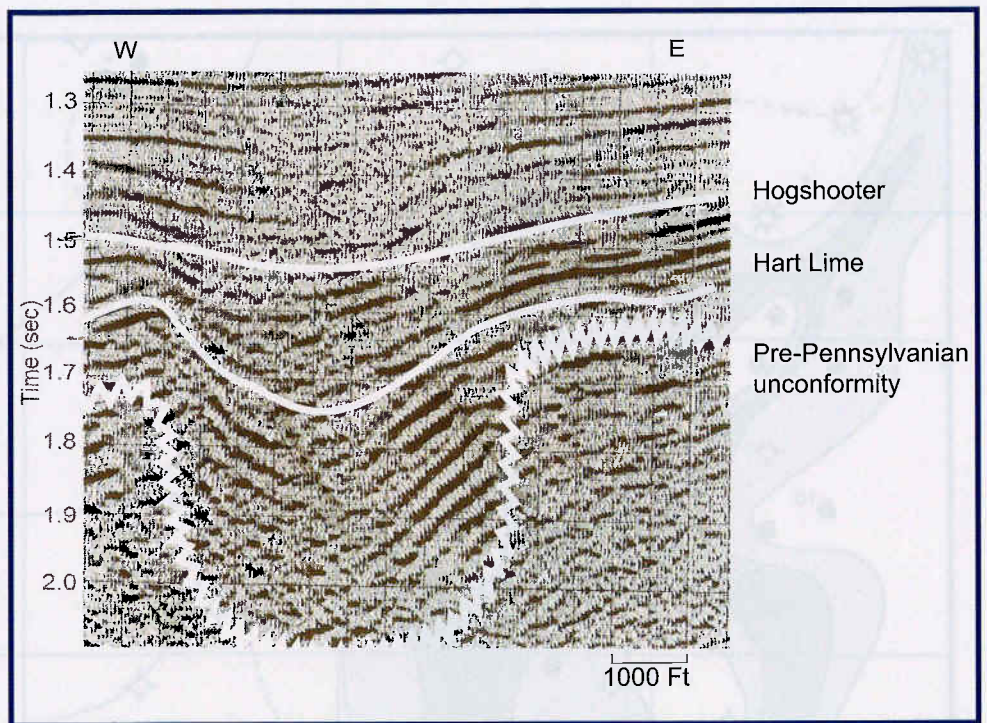 W
E
1.3
1.4
Hogshooter
1.5
Hart Lime
1.6
Time (sec)
Pre-Pennsylvanian
unconformity
1.7
1.8
1.9
2.0
1000 Ft